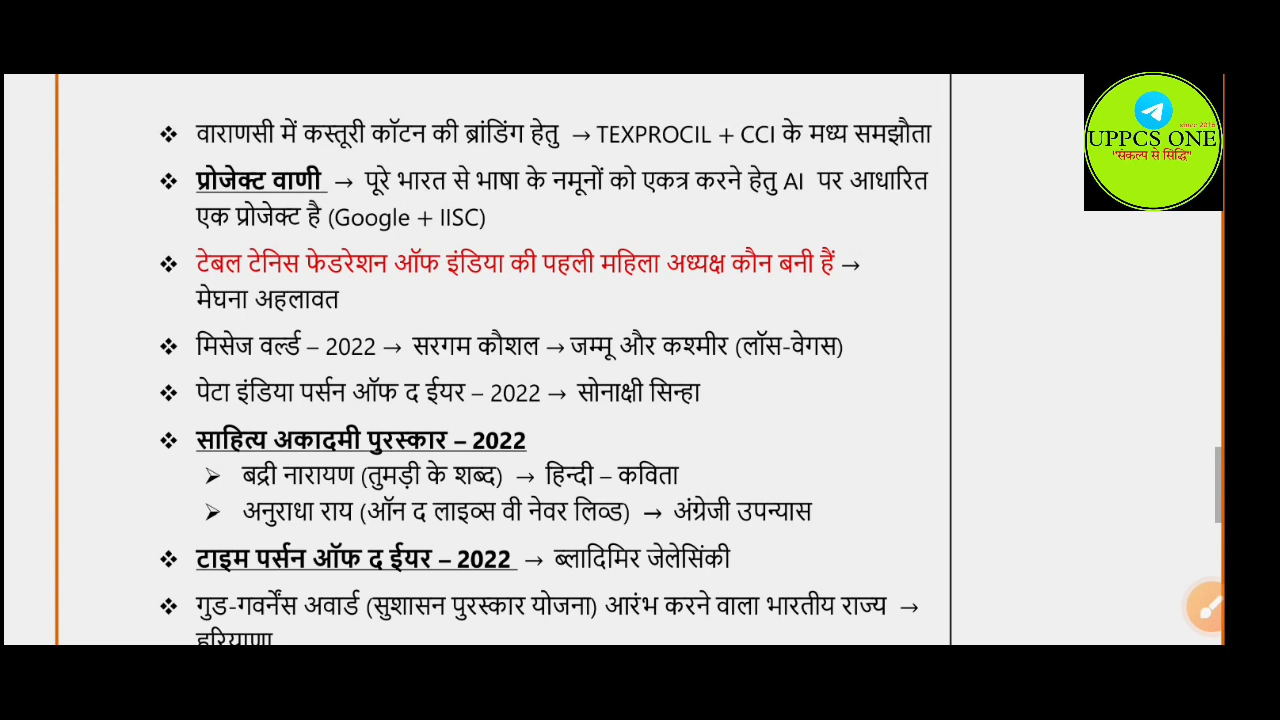 ❖ वाराणसी में कस्तूरी कॉटन की ब्रांडिंग हेतु → TEXPROCIL + CCI के मध्य समझौता
❖ प्रोजेक्ट वाणी → पूरे भारत से भाषा के नमूनों को एकत्र करने हेतु AI पर आधारित
एक प्रोजेक्ट है (Google + IISC)
❖ टेबल टेनिस फेडरेशन ऑफ इंडिया की पहली महिला अध्यक्ष कौन बनी हैं →
मेघना अहलावत
❖ मिसेज वर्ल्ड – 2022 → सरगम कौशल → जम्मू और कश्मीर (लॉस-वेगस)
❖ पेटा इंडिया पर्सन ऑफ द ईयर – 2022 → सोनाक्षी सिन्हा
❖ साहित्य अकादमी पुरस्कार – 2022
➢ बद्री नारायण (तुमड़ी के शब्द) → हिन्दी – कविता
➢ अनुराधा राय (ऑन द लाइव्स वी नेवर लिव्ड) → अंग्रेजी उपन्यास
❖ टाइम पर्सन ऑफ द ईयर – 2022 → ब्लादिमिर जेलेसिंकी
❖ गुड-गवर्नेंस अवार्ड (सुशासन पुरस्कार योजना) आरंभ करने वाला भारतीय राज्य →
हरियाणा
since 2016
UPPCS ONE
"संकल्प से सिद्धि"